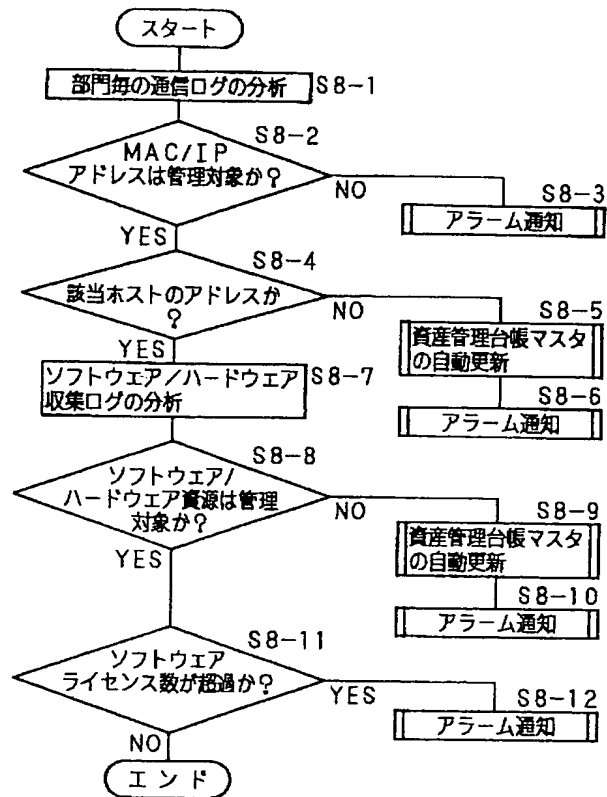 スタート
部門毎の通信ログの分析 S8-1
S8-2
MAC/IP
アドレスは管理対象か?
NO
S8-3
アラーム通知
YES
S8-4
該当ホストのアドレスか
?
NO
S8-5
資産管理台帳マスタ
の自動更新
S8-6
アラーム通知
YES
ソフトウェア/ハードウェア
収集ログの分析
S8-7
S8-8
ソフトウェア/
ハードウェア資源は管理
対象か?
NO
S8-9
資産管理台帳マスタ
の自動更新
S8-10
アラーム通知
YES
S8-11
ソフトウェア
ライセンス数が超過か?
YES
S8-12
アラーム通知
NO
エンド